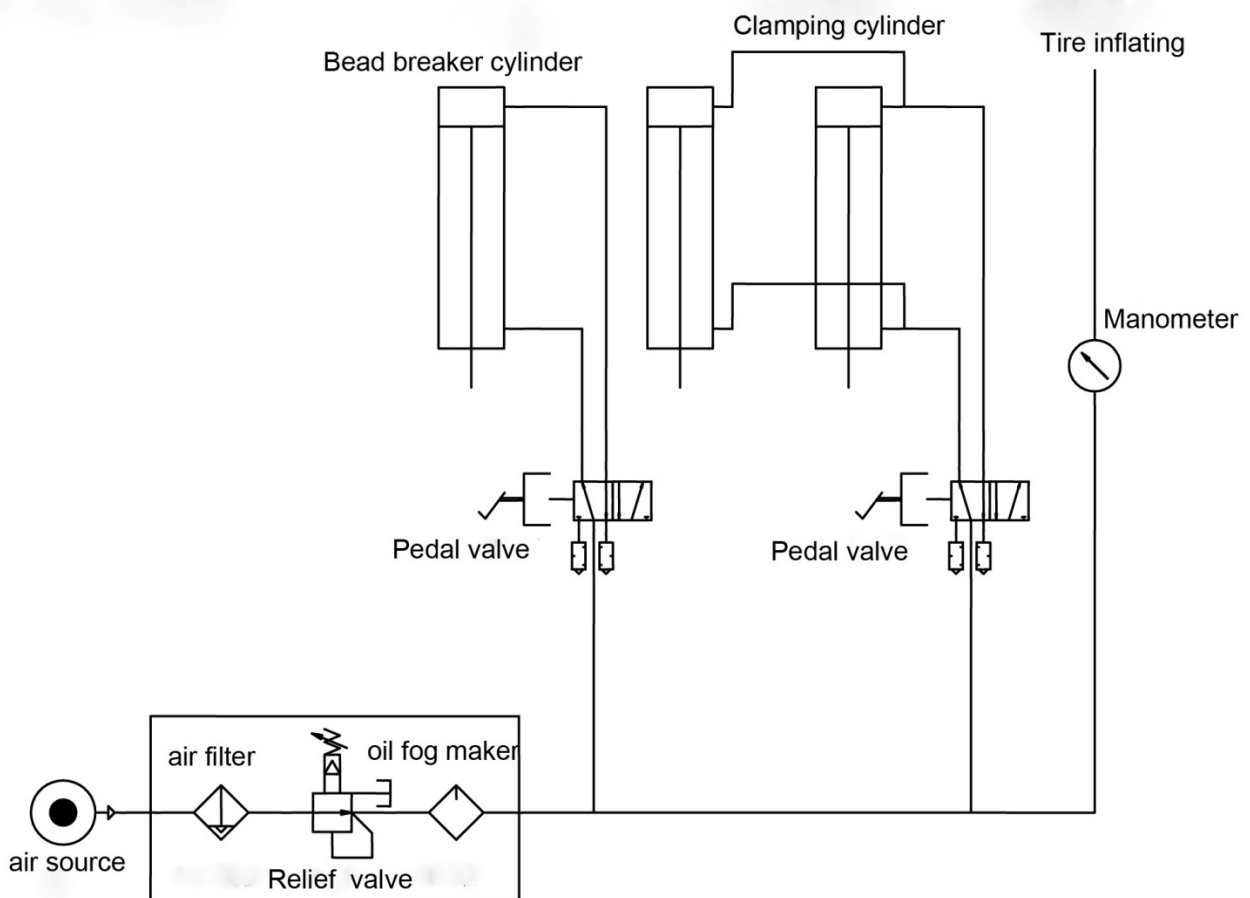 Clamping cylinder
Tire inflating
Bead breaker cylinder
Manometer
Pedal valve
Pedal valve
air filter
oil fog maker
air source
Relief valve